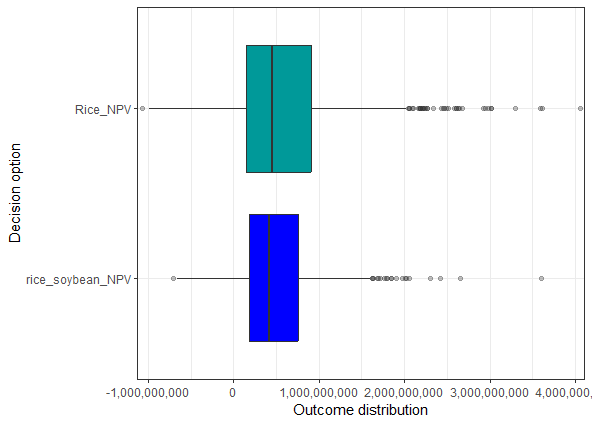 Decision option
Rice_NPV
rice_soybean_NPV
-1,000,000,000 0 1,000,000,000 2,000,000,000 3,000,000,000 4,000,000,
Outcome distribution